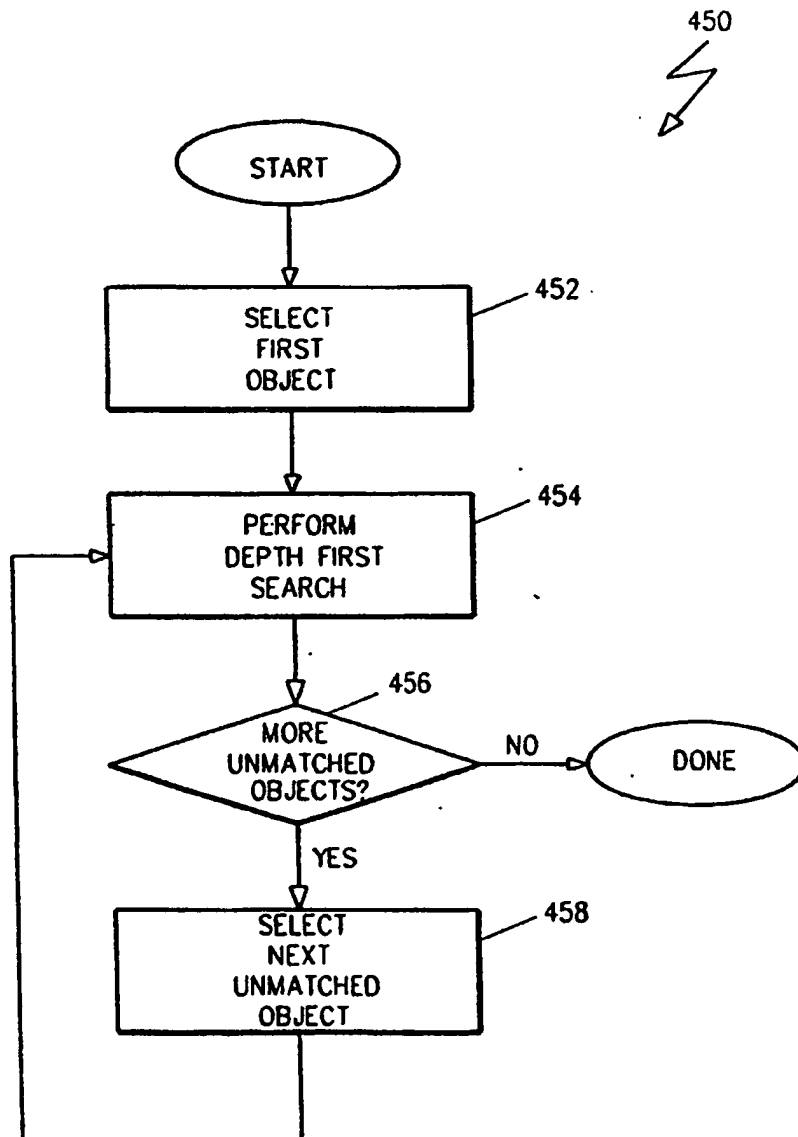 450
START
452
SELECT
FIRST
OBJECT
454
PERFORM
DEPTH FIRST
SEARCH
456
MORE
UNMATCHED
OBJECTS?
NO
DONE
YES
458
SELECT
NEXT
UNMATCHED
OBJECT